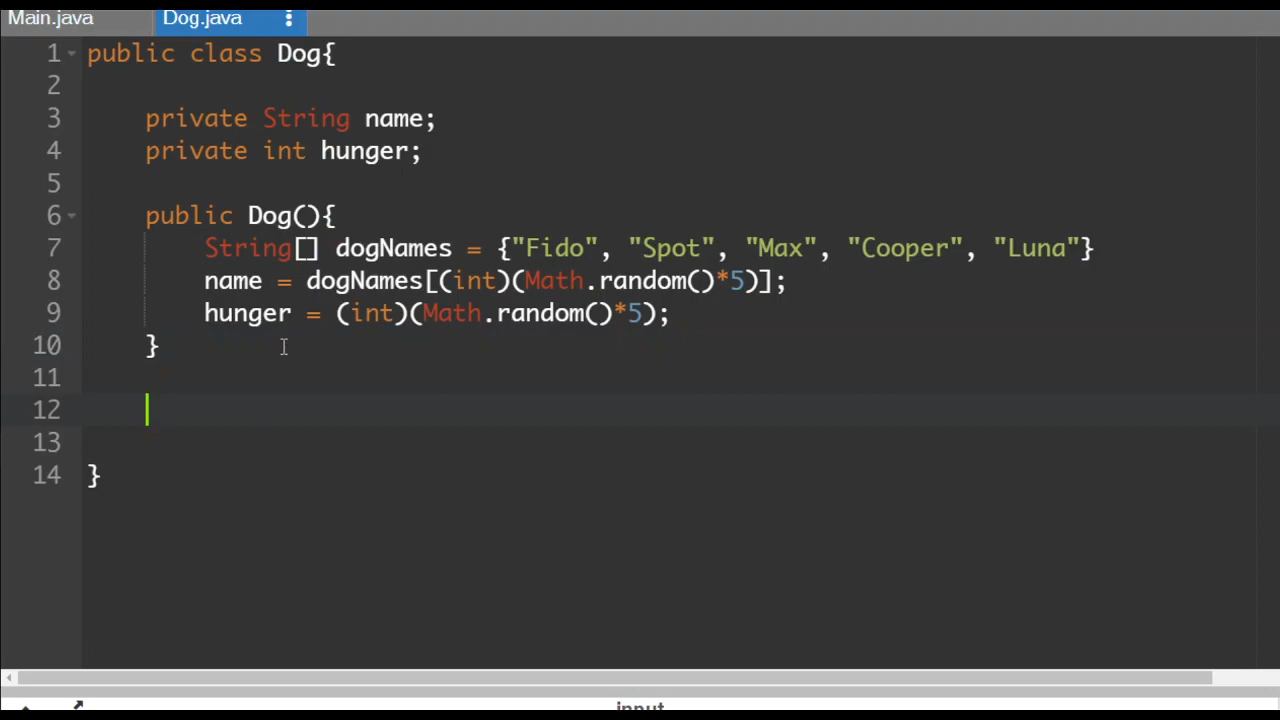 Main.java Dog.java
1 public class Dog{
2
3 private String name;
4 private int hunger;
5
6 public Dog(){
7 String[] dogNames = {"Fido", "Spot", "Max", "Cooper", "Luna"}
8 name = dogNames[(int)(Math.random()*5)];
9 hunger = (int)(Math.random()*5);
10 }
11
12
13
14 }
input